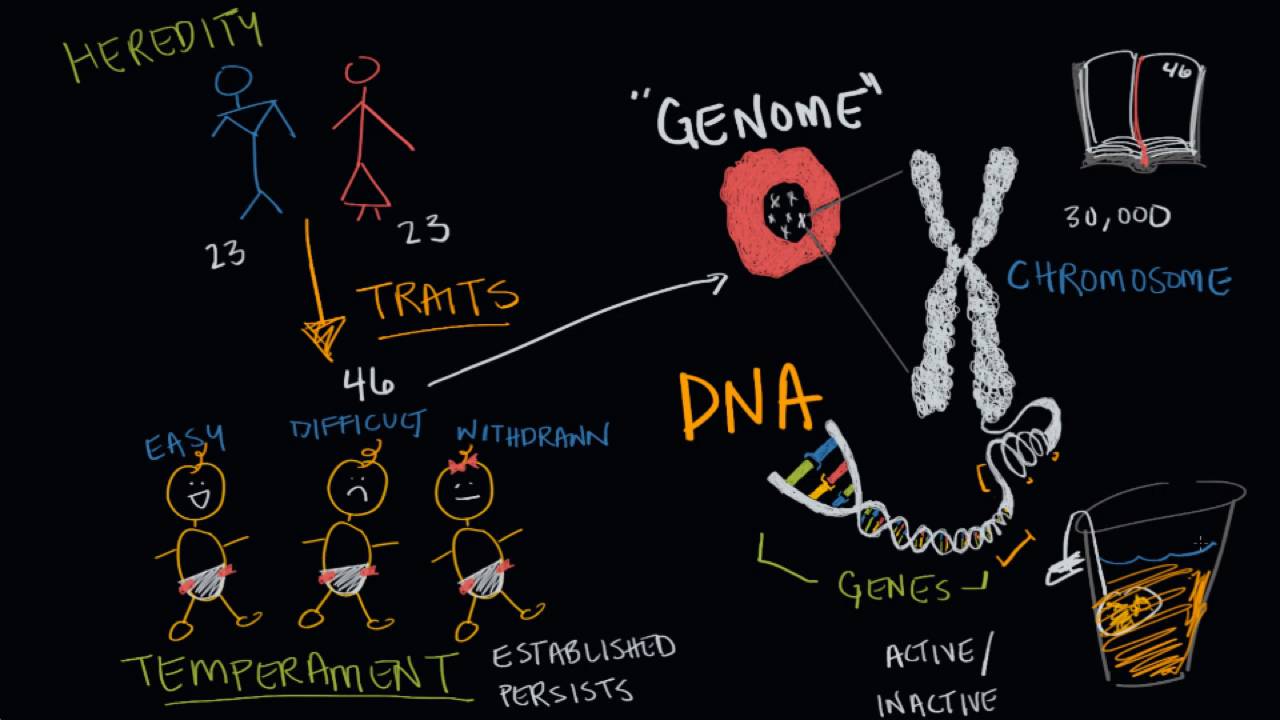 HEREDITY
23
23
TRAITS
46
EASY
DIFFICULT
WITHDRAWN
TEMPERAMENT
ESTABLISHED
PERSISTS
"GENOME"
46
30,000
CHROMOSOME
DNA
GENES
ACTIVE/
INACTIVE